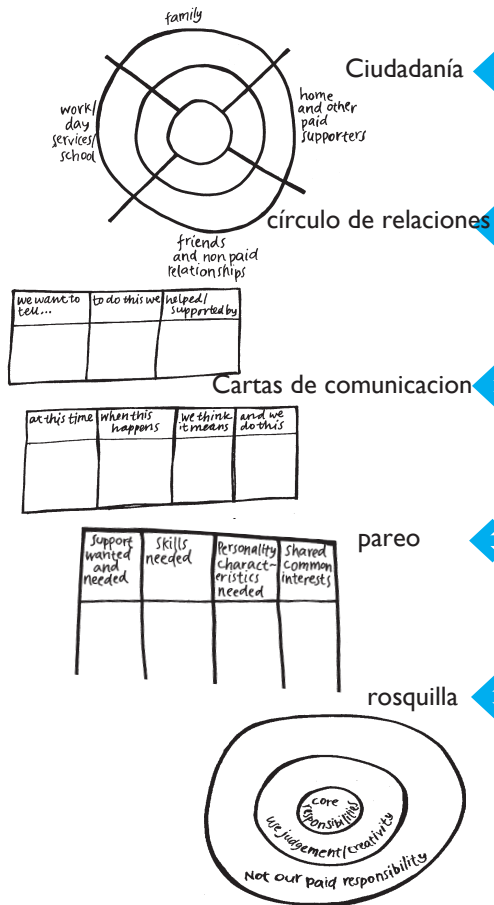 family
Ciudadanía
work/
day
services/
school
home
and other
paid
supporters
círculo de relaciones
friends
and non paid
relationships
we want to
tell...
to do this we
helped/
supported by
Cartas de comunicacion
at this time
when this
happens
we think
it means
and we
do this
pareo
support
wanted
and
needed
skills
needed
Personality
charact-
eristics
needed
shared
common
interests
rosquilla
core
responsibilities
use judgement/creativity
Not our paid responsibility